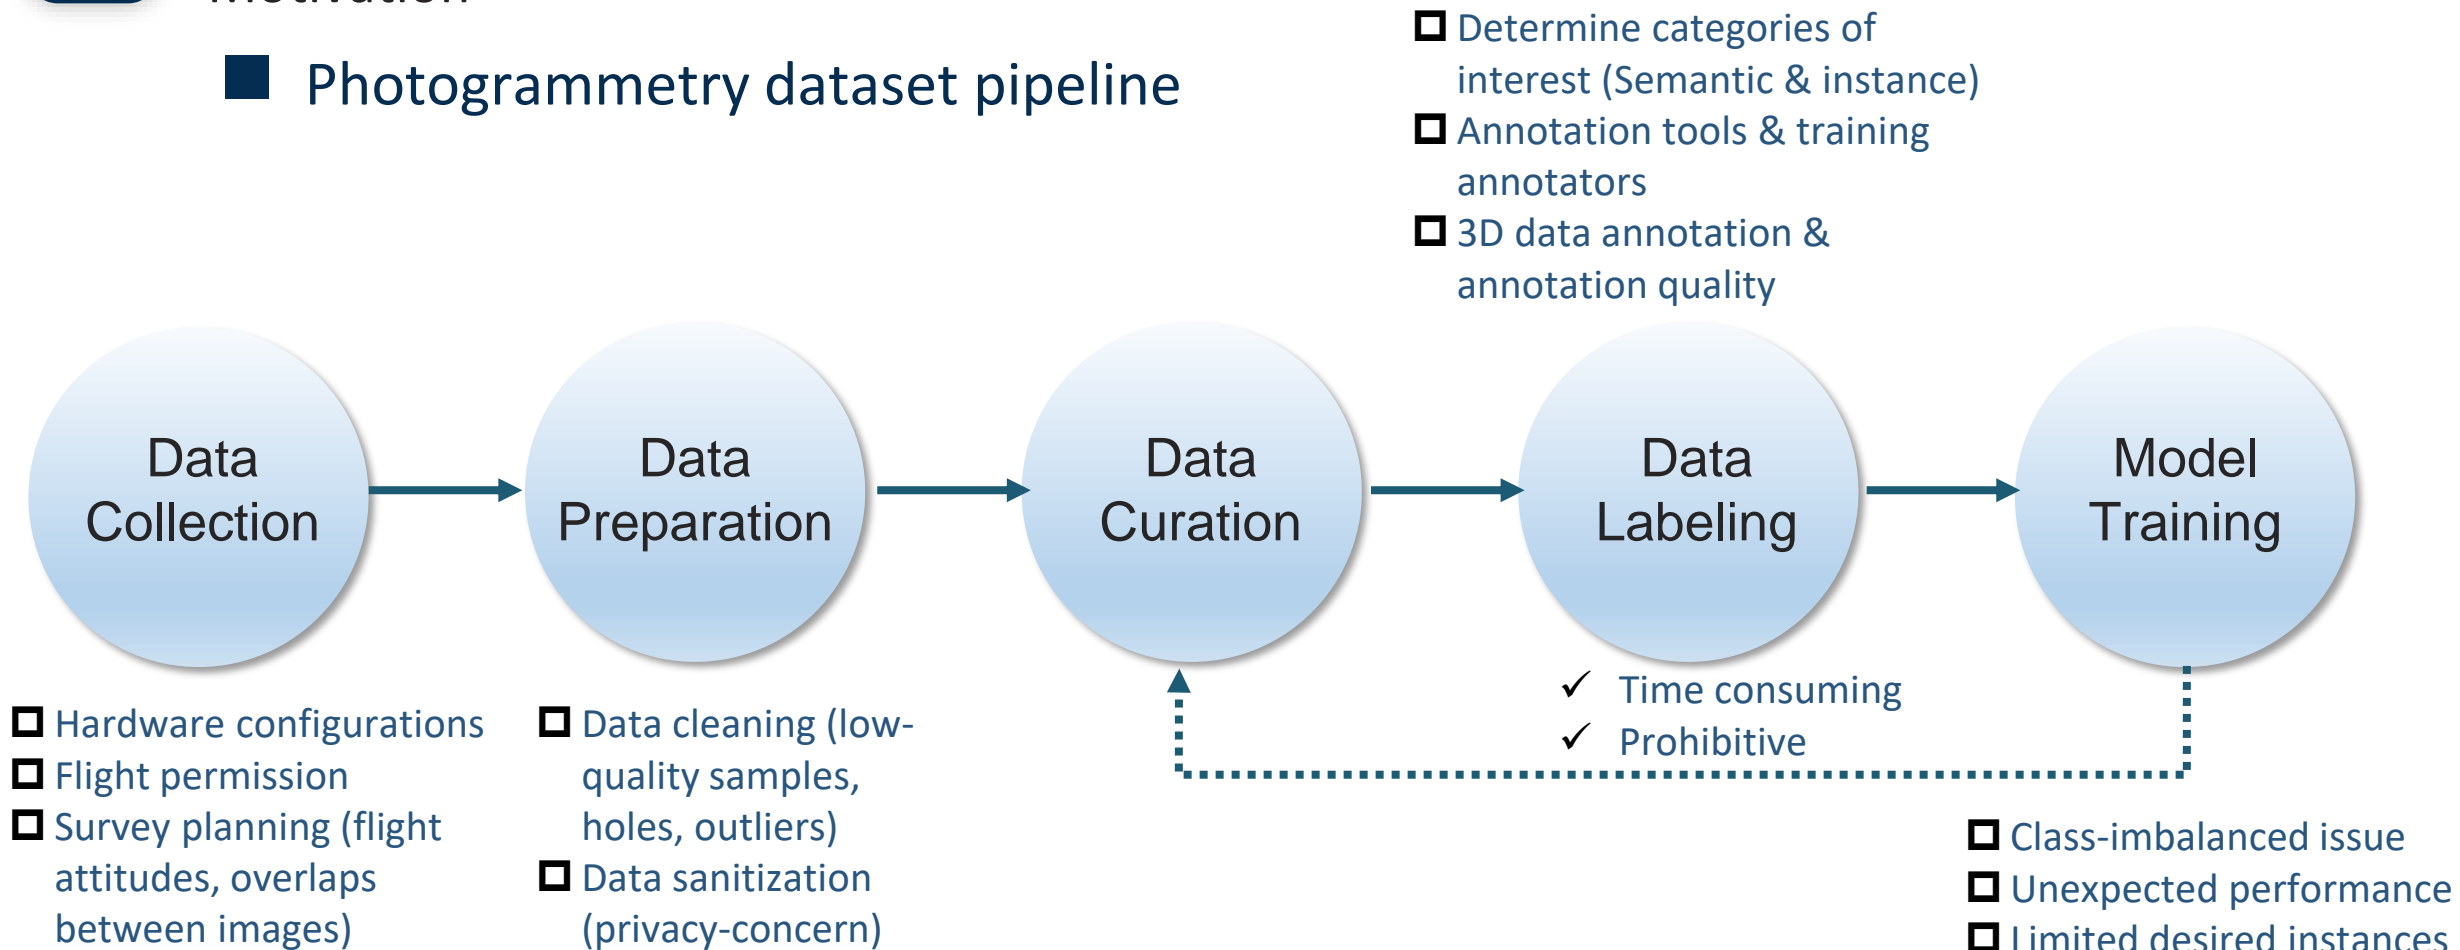 Motivation
Photogrammetry dataset pipeline
Determine categories of
interest (Semantic & instance)
Annotation tools & training
annotators
3D data annotation &
annotation quality
Data
Collection
Data
Preparation
Data
Curation
Data
Labeling
Model
Training
Hardware configurations
Flight permission
Survey planning (flight
attitudes, overlaps
between images)
Data cleaning (low-
quality samples,
holes, outliers)
Data sanitization
(privacy-concern)
✓ Time consuming
✓ Prohibitive
Class-imbalanced issue
Unexpected performance
Limited desired instances